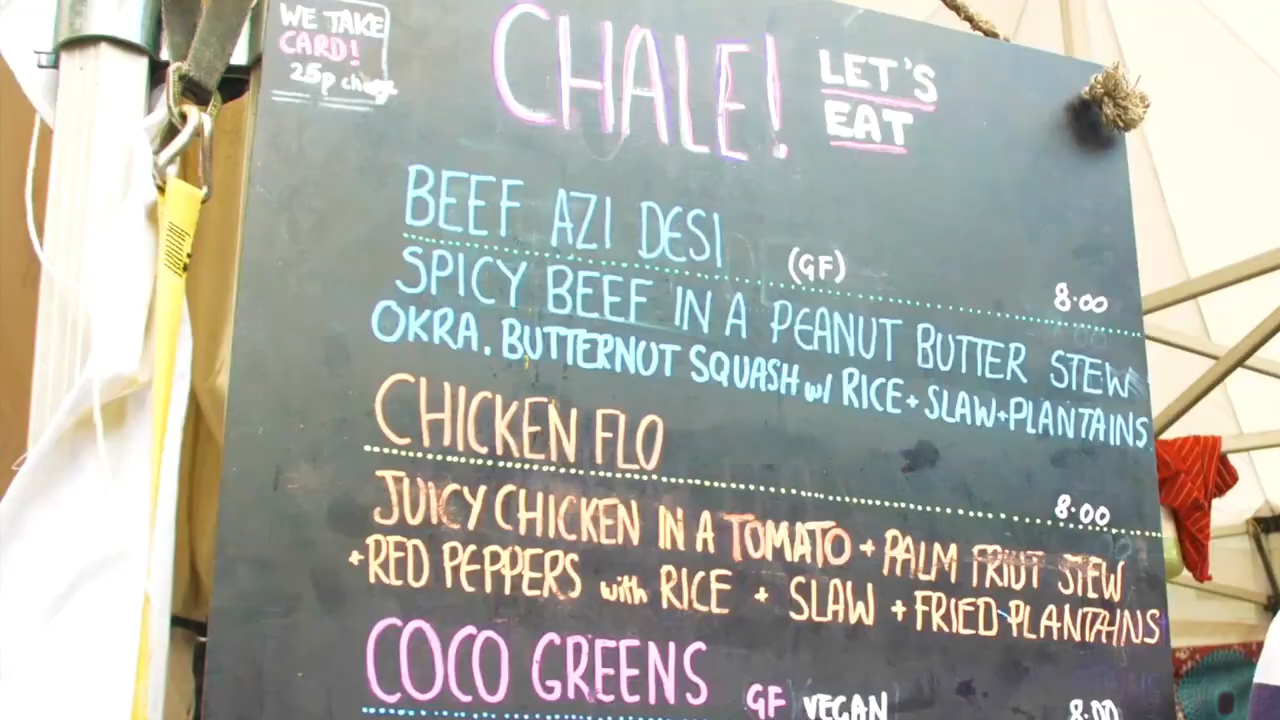 WE TAKE
CARD!
25p charge
CHALE!
LET'S
EAT
BEEF AZI DESI (GF) 8.00
SPICY BEEF IN A PEANUT BUTTER STEW
OKRA. BUTTERNUT SQUASH w/ RICE + SLAW + PLANTAINS
CHICKEN FLO 8.00
JUICY CHICKEN IN A TOMATO + PALM FRIUT STEW
+RED PEPPERS with RICE + SLAW + FRIED PLANTAINS
COCO GREENS GF VEGAN 8.00